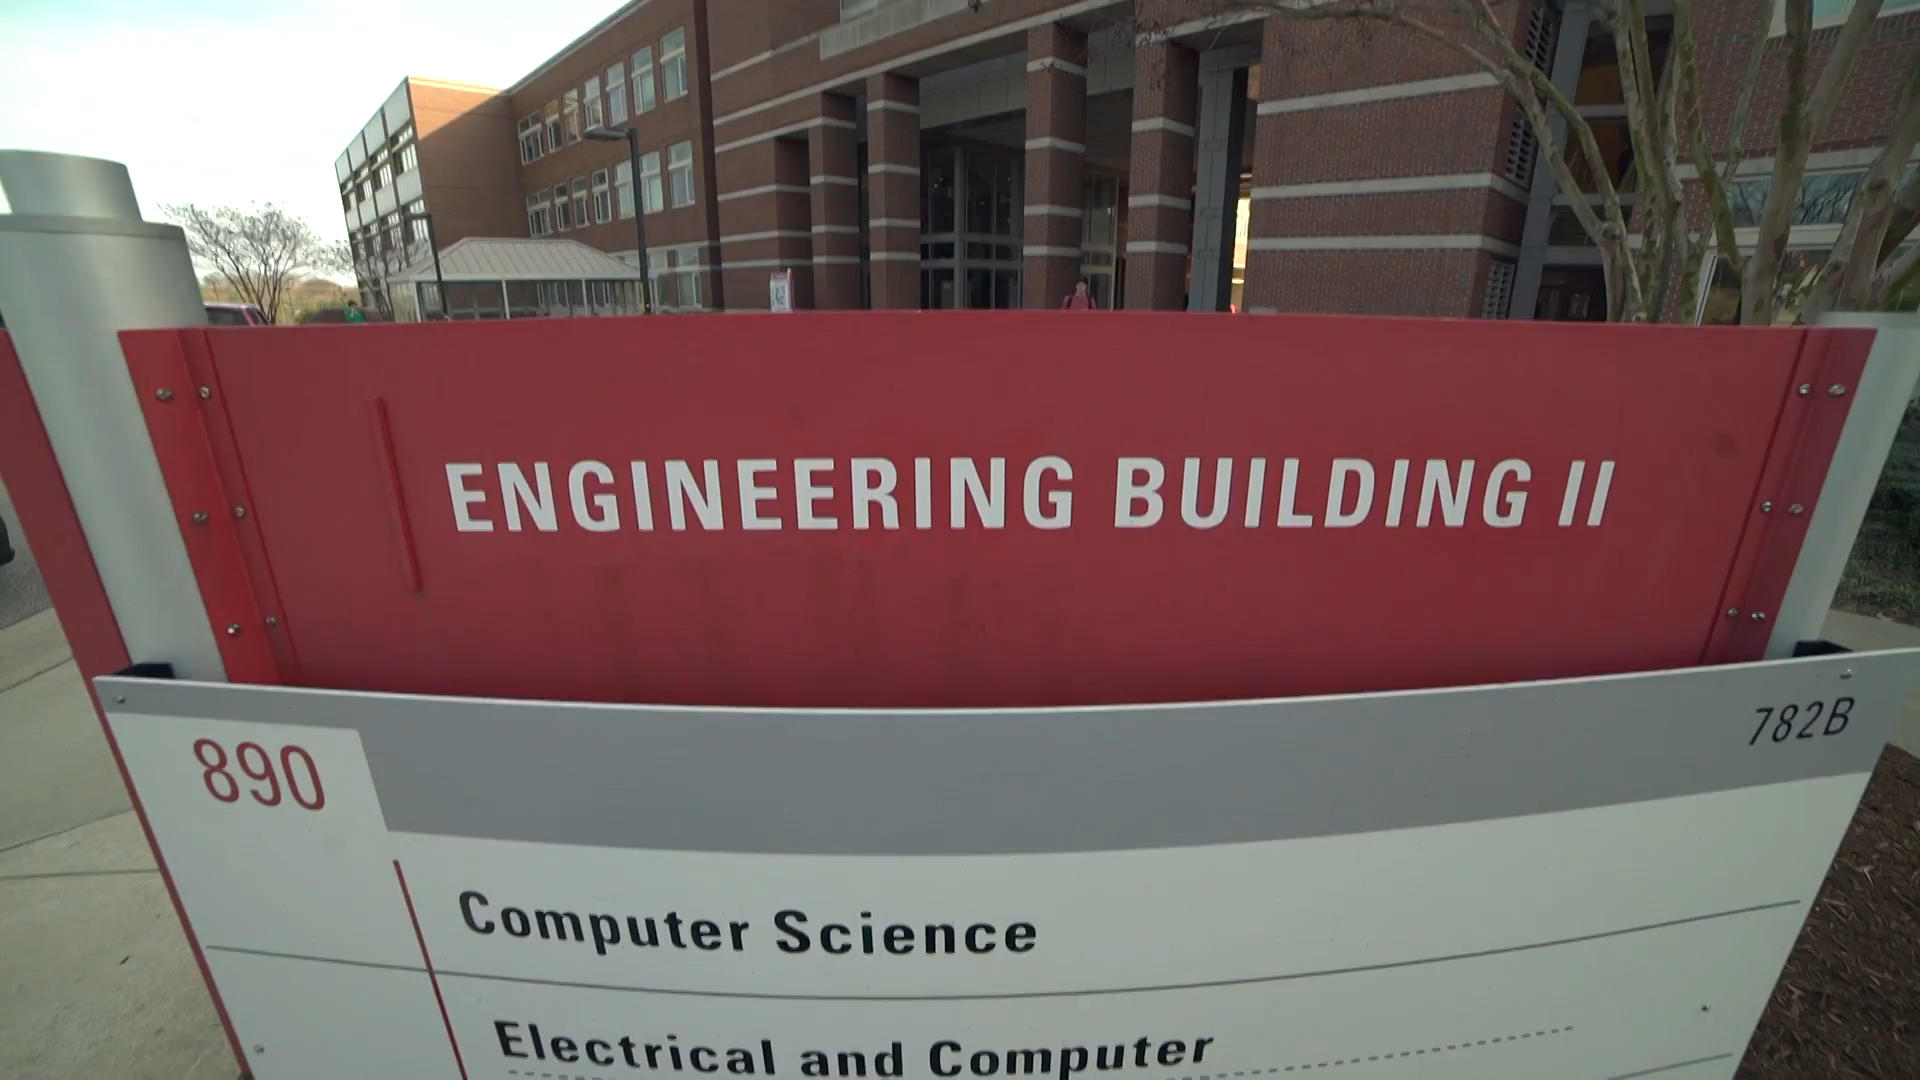 ENGINEERING BUILDING II
782B
890
Computer Science
Electrical and Computer